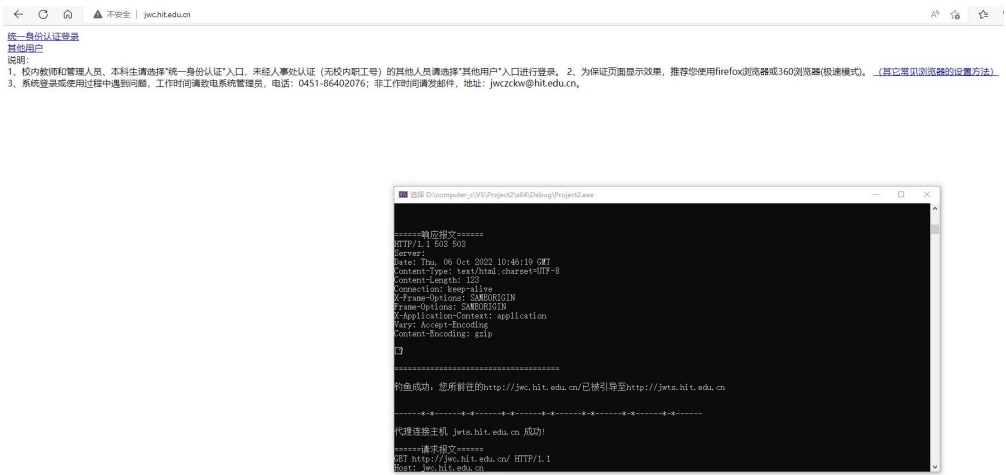 不安全 | jwc.hit.edu.cn
统一身份认证登录
其他用户
说明：
1、校内教师和管理人员、本科生请选择"统一身份认证"入口，未经人事处认证（无校内职工号）的其他人员请选择"其他用户"入口进行登录。 2、为保证页面显示效果，推荐您使用firefox浏览器或360浏览器(极速模式)。 （其它常见浏览器的设置方法）
3、系统登录或使用过程中遇到问题，工作时间请致电系统管理员，电话：0451-86402076；非工作时间请发邮件，地址：jwczckw@hit.edu.cn。
选择 D:\computer_c\VS\Project2\x64\Debug\Project2.exe
======响应报文======
HTTP/1.1 503 503
Server:
Date: Thu, 06 Oct 2022 10:46:19 GMT
Content-Type: text/html;charset=UTF-8
Content-Length: 123
Connection: keep-alive
X-Frame-Options: SAMBORIGIN
Frame-Options: SAMBORIGIN
X-Application-Context: application
Vary: Accept-Encoding
Content-Encoding: gzip
=====================================
钓鱼成功：您所前往的http://jwc.hit.edu.cn/已被引导至http://jwts.hit.edu.cn
------*-*------*-*------*-*------*-*------*-*------*-*------*-*------
代理连接主机 jwts.hit.edu.cn 成功!
======请求报文======
GET http://jwc.hit.edu.cn/ HTTP/1.1
Host: jwc.hit.edu.cn